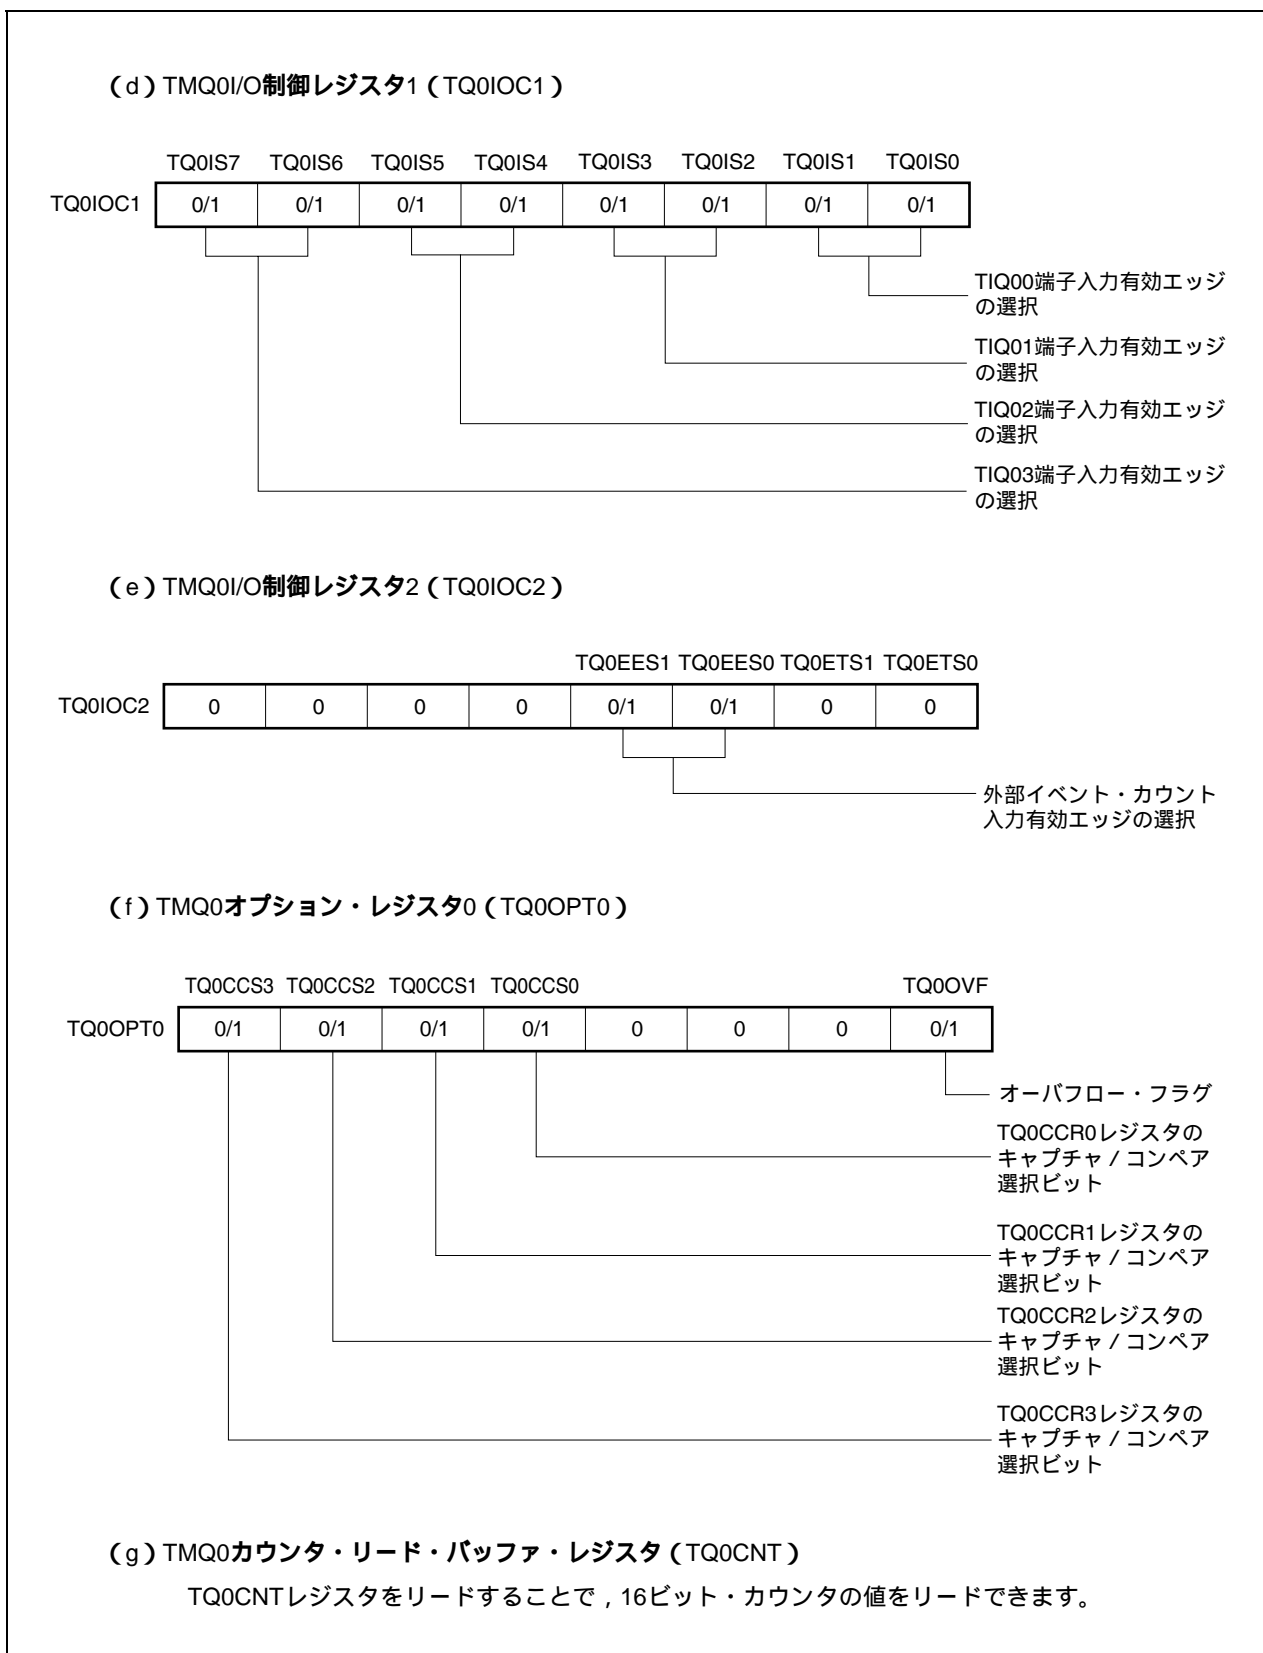 （d）TMQ0I/O制御レジスタ1（TQ0IOC1）
TQ0IS7 TQ0IS6 TQ0IS5 TQ0IS4 TQ0IS3 TQ0IS2 TQ0IS1 TQ0IS0
TQ0IOC1 0/1 0/1 0/1 0/1 0/1 0/1 0/1 0/1
TIQ00端子入力有効エッジ
の選択
TIQ01端子入力有効エッジ
の選択
TIQ02端子入力有効エッジ
の選択
TIQ03端子入力有効エッジ
の選択
（e）TMQ0I/O制御レジスタ2（TQ0IOC2）
TQ0EES1 TQ0EES0 TQ0ETS1 TQ0ETS0
TQ0IOC2 0 0 0 0 0/1 0/1 0 0
外部イベント・カウント
入力有効エッジの選択
（f）TMQ0オプション・レジスタ0（TQ0OPT0）
TQ0CCS3 TQ0CCS2 TQ0CCS1 TQ0CCS0 TQ0OVF
TQ0OPT0 0/1 0/1 0/1 0/1 0 0 0 0/1
オーバフロー・フラグ
TQ0CCR0レジスタの
キャプチャ／コンペア
選択ビット
TQ0CCR1レジスタの
キャプチャ／コンペア
選択ビット
TQ0CCR2レジスタの
キャプチャ／コンペア
選択ビット
TQ0CCR3レジスタの
キャプチャ／コンペア
選択ビット
（g）TMQ0カウンタ・リード・バッファ・レジスタ（TQ0CNT）
TQ0CNTレジスタをリードすることで，16ビット・カウンタの値をリードできます。